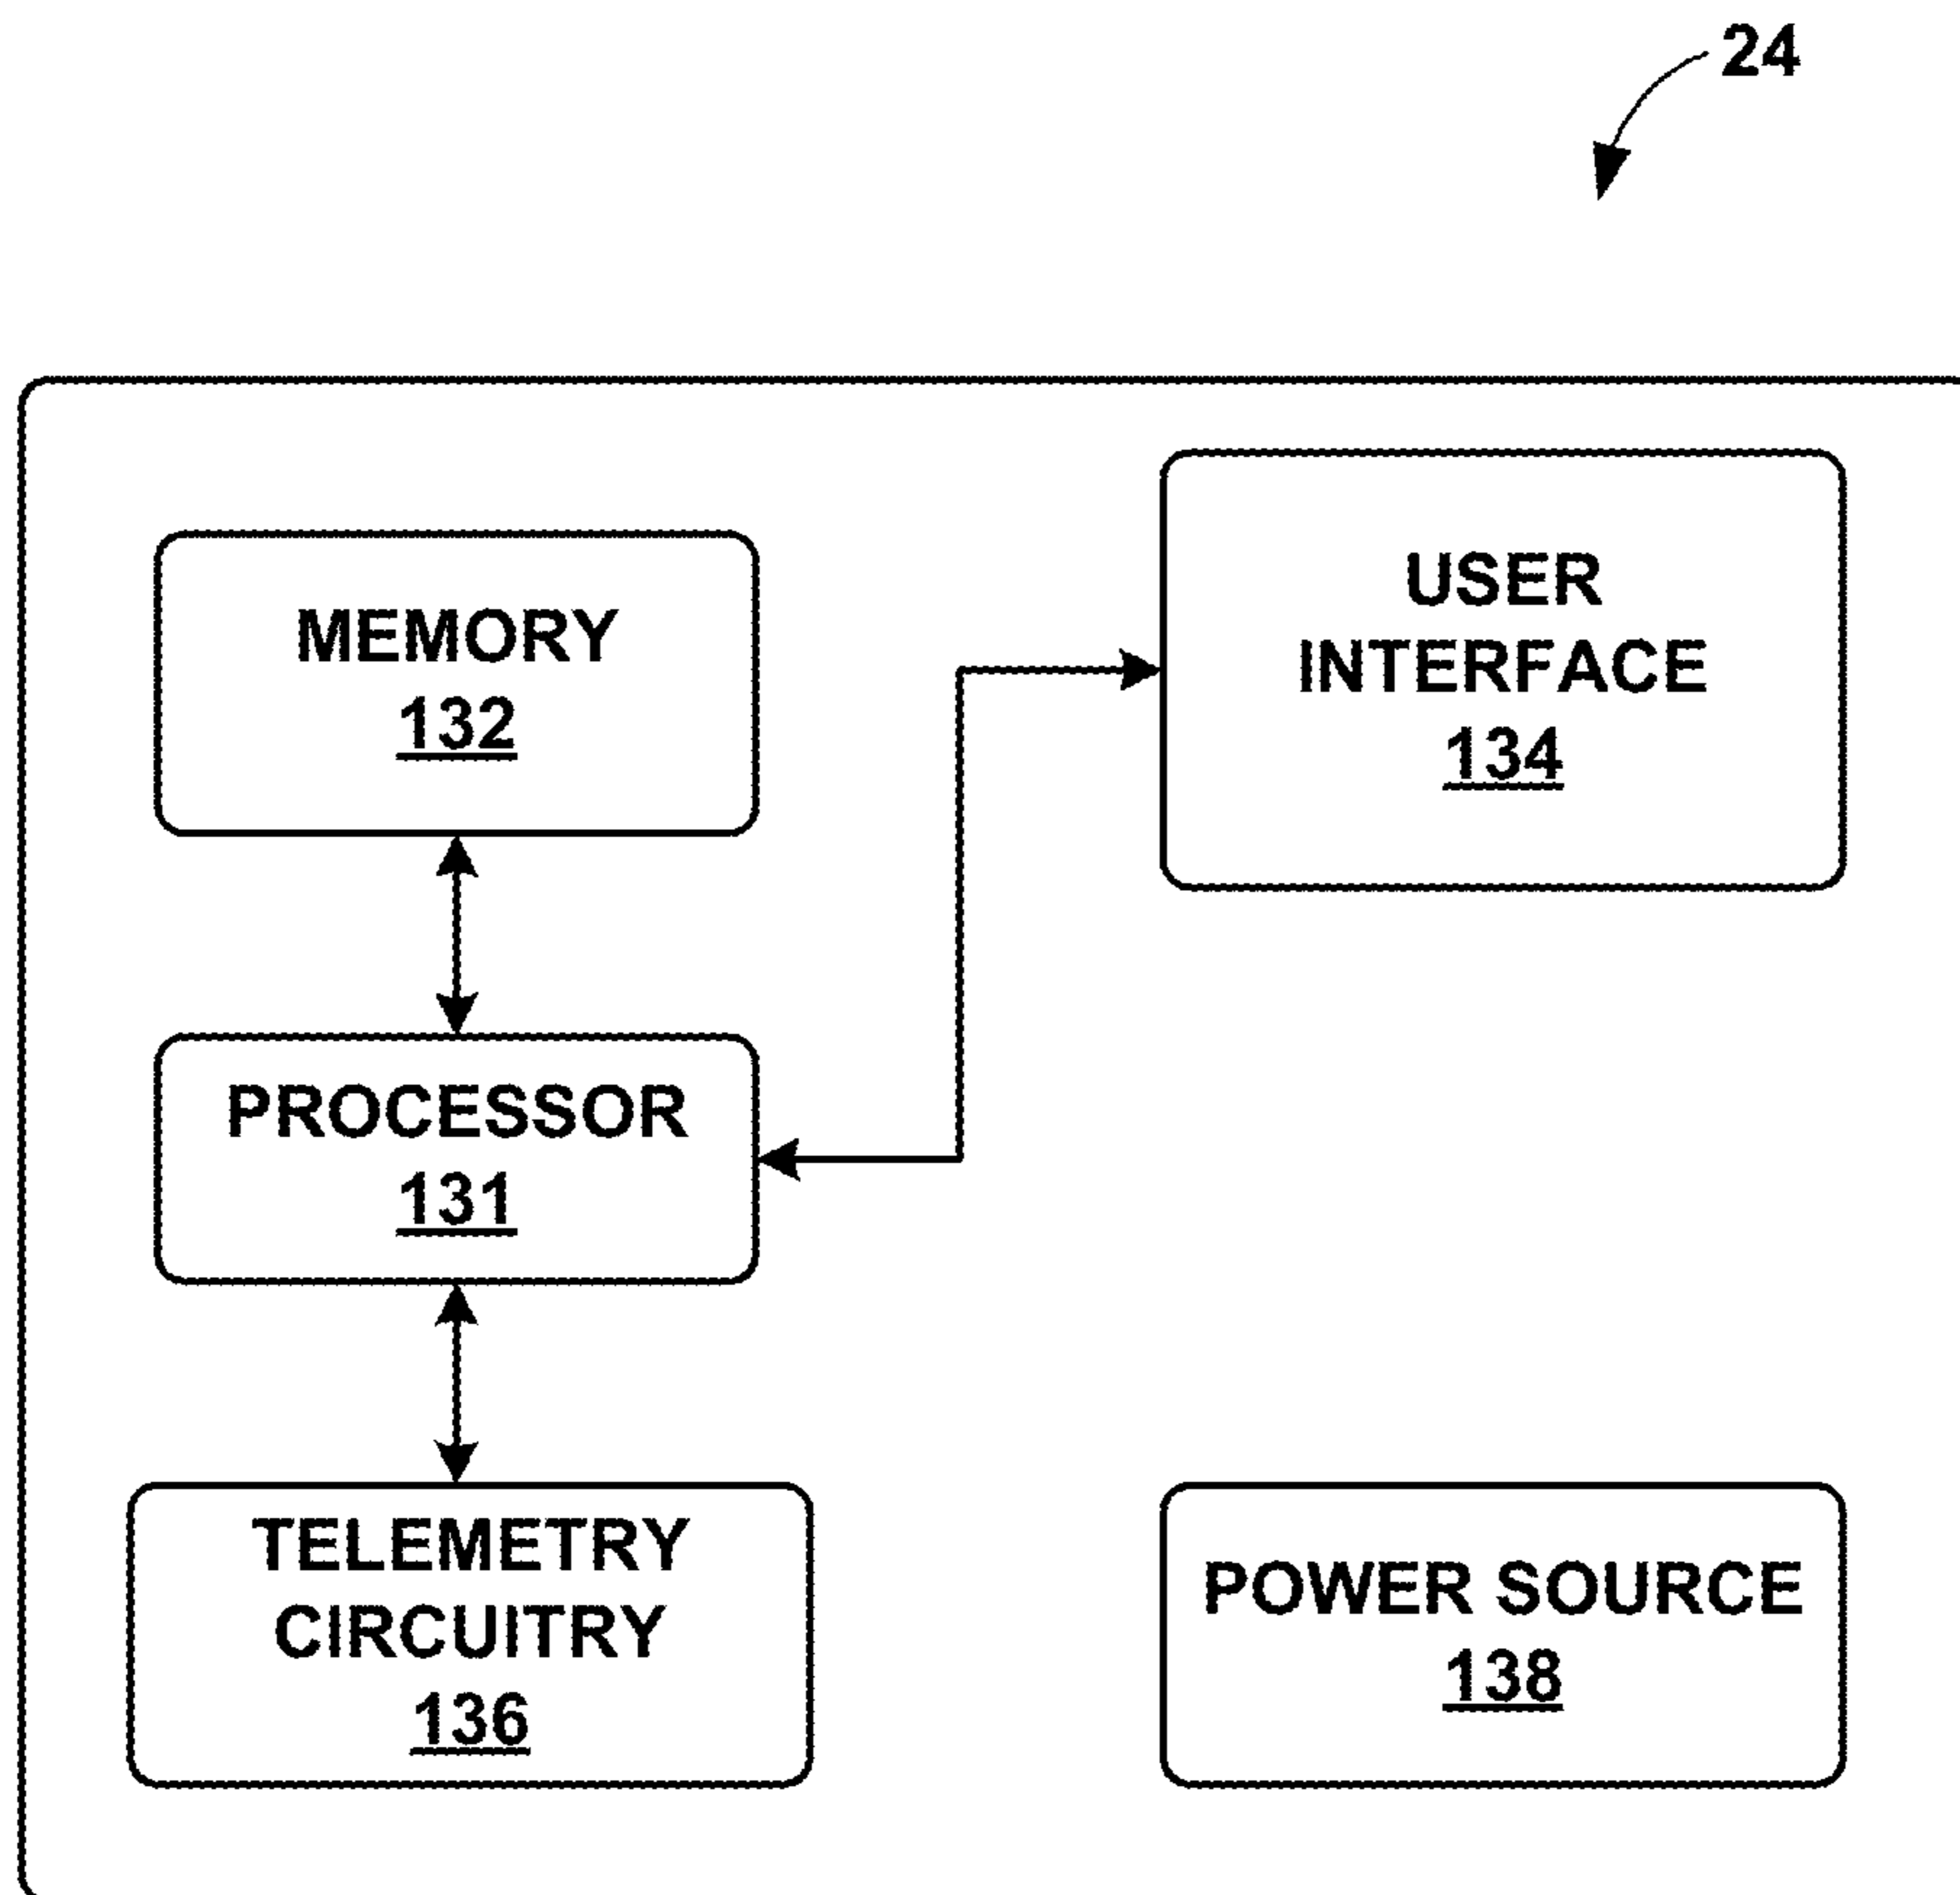 24
MEMORY
132
USER
INTERFACE
134
PROCESSOR
131
TELEMETRY
CIRCUITRY
136
POWER SOURCE
138